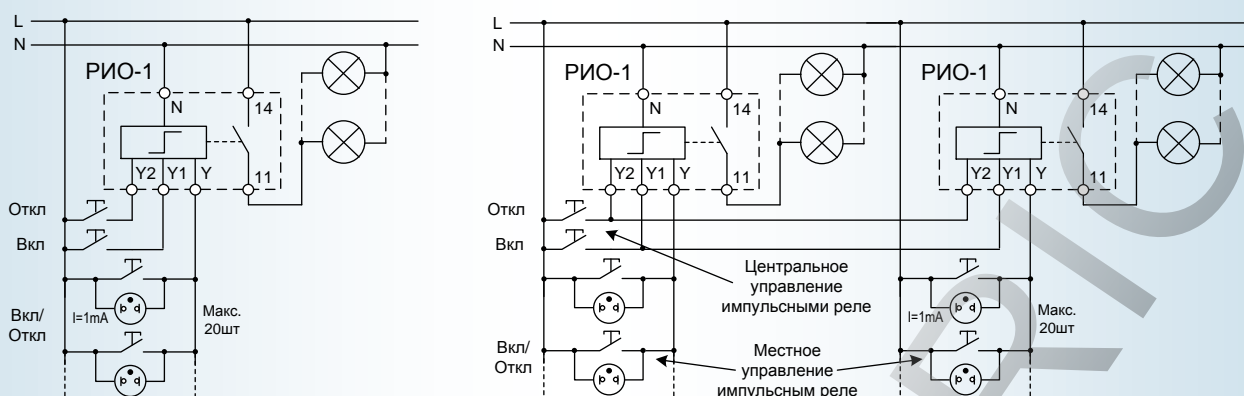 L
N
РИО-1
N
14
Y2
Y1
Y
11
Откл
Вкл
I=1mA
Макс.
20шт
Вкл/
Откл
L
N
РИО-1
N
14
Y2
Y1
Y
11
РИО-1
N
14
Y2
Y1
Y
11
Откл
Вкл
Центральное
управление
импульсными реле
I=1mA
Макс.
20шт
Вкл/
Откл
Местное
управление
импульсным реле
RIC